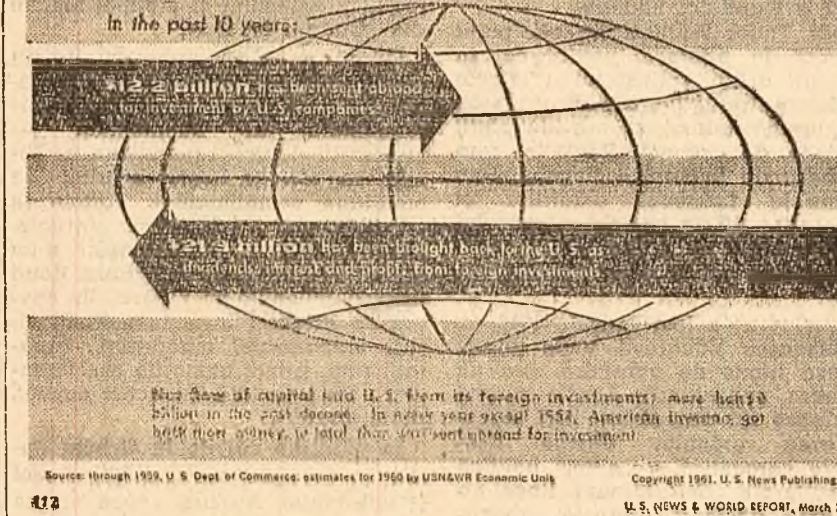 In the past 10 years:
$12.2 billion has been sent abroad
for investment by U.S. companies
$21.3 billion has been brought back to the U.S. as
dividends, interest and profits from foreign investments
Net flow of capital into U. S. from its foreign investments: more than
billion in the past decade. In every year except American investors got
back more money, in total, than was sent abroad for investment
Source: through 1959, U. S. Dept. of Commerce; estimates for 1960 by USN&WR Economic Unit
Copyright 1961, U. S. News Publishing
U. S. NEWS & WORLD REPORT, March